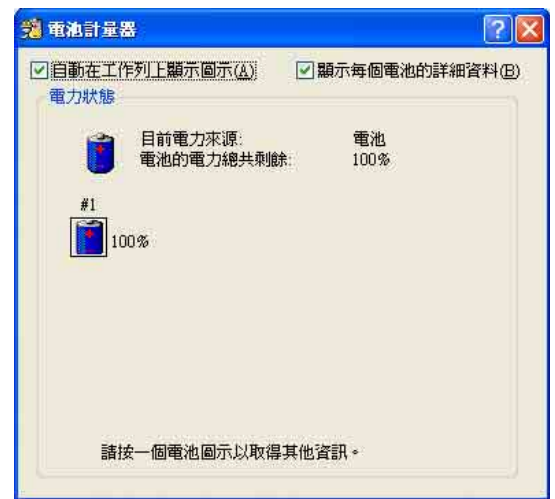 電池計量器
自動在工作列上顯示圖示(A) 顯示每個電池的詳細資料(B)
電力狀態
目前電力來源: 電池
電池的電力總共剩餘: 100%
#1
100%
請按一個電池圖示以取得其他資訊。